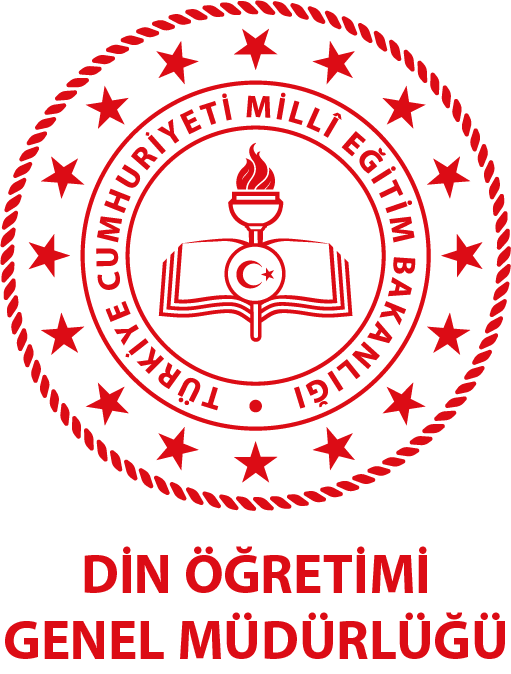 TÜRKİYE CUMHURİYETİ MİLLÎ EĞİTİM BAKANLIĞI
DİN ÖĞRETİMİ
GENEL MÜDÜRLÜĞÜ